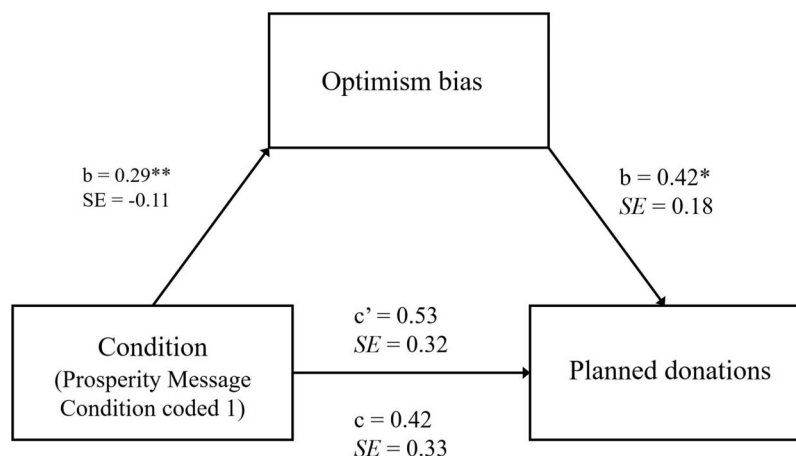 Optimism bias
b = 0.29**
SE = -0.11
b = 0.42*
SE = 0.18
Condition
(Prosperity Message
Condition coded 1)
c’ = 0.53
SE = 0.32
Planned donations
c = 0.42
SE = 0.33